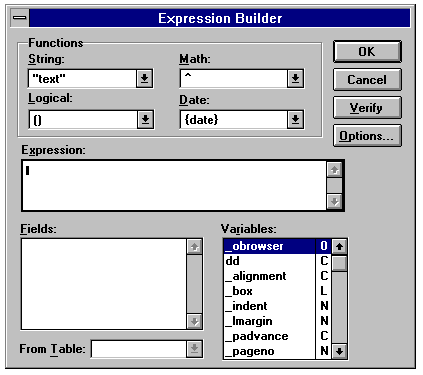 Expression Builder
Functions
String: Math:
"text" ^
Logical: Date:
() {date}
OK
Cancel
Verify
Options...
Expression:
Fields:
From Table:
Variables:
_obrowser O
dd C
_alignment C
_box L
_indent N
_lmargin N
_padvance C
_pageno N